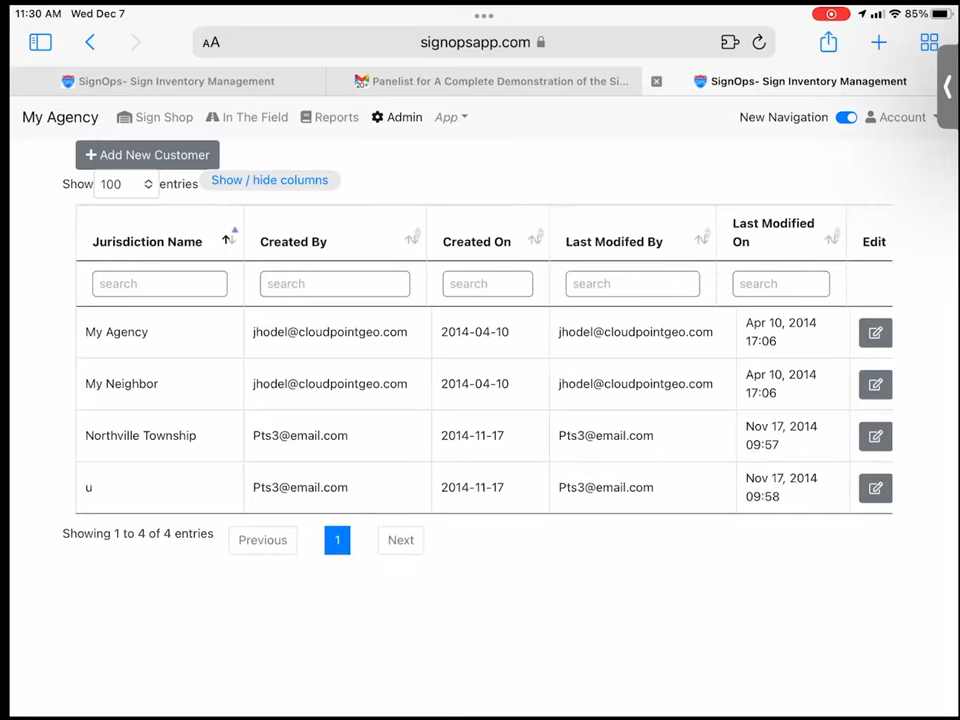 11:30 AM Wed Dec 7
85%
AA
signopsapp.com
SignOps- Sign Inventory Management
20+
Panelist for A Complete Demonstration of the Si...
SignOps- Sign Inventory Management
My Agency
Sign Shop
In The Field
Reports
Admin
App
New Navigation
Account
+ Add New Customer
Show 100 entries
Show / hide columns
Jurisdiction Name
Created By
Created On
Last Modifed By
Last Modified
On
Edit
search
search
search
search
search
My Agency
jhodel@cloudpointgeo.com
2014-04-10
jhodel@cloudpointgeo.com
Apr 10, 2014
17:06
My Neighbor
jhodel@cloudpointgeo.com
2014-04-10
jhodel@cloudpointgeo.com
Apr 10, 2014
17:06
Northville Township
Pts3@email.com
2014-11-17
Pts3@email.com
Nov 17, 2014
09:57
u
Pts3@email.com
2014-11-17
Pts3@email.com
Nov 17, 2014
09:58
Showing 1 to 4 of 4 entries
Previous
1
Next